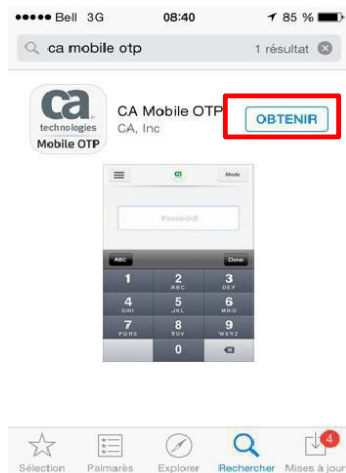 Bell 3G 08:40 85 %
ca mobile otp 1 résultat
ca
technologies
Mobile OTP
CA Mobile OTP
CA, Inc
OBTENIR
ca Mode
Password
ABC Done
1 2 3
ABC DEF
4 5 6
GHI JKL MNO
7 8 9
PQRS TUV WXYZ
0
4
Sélection Palmarès Explorer Rechercher Mises à jour